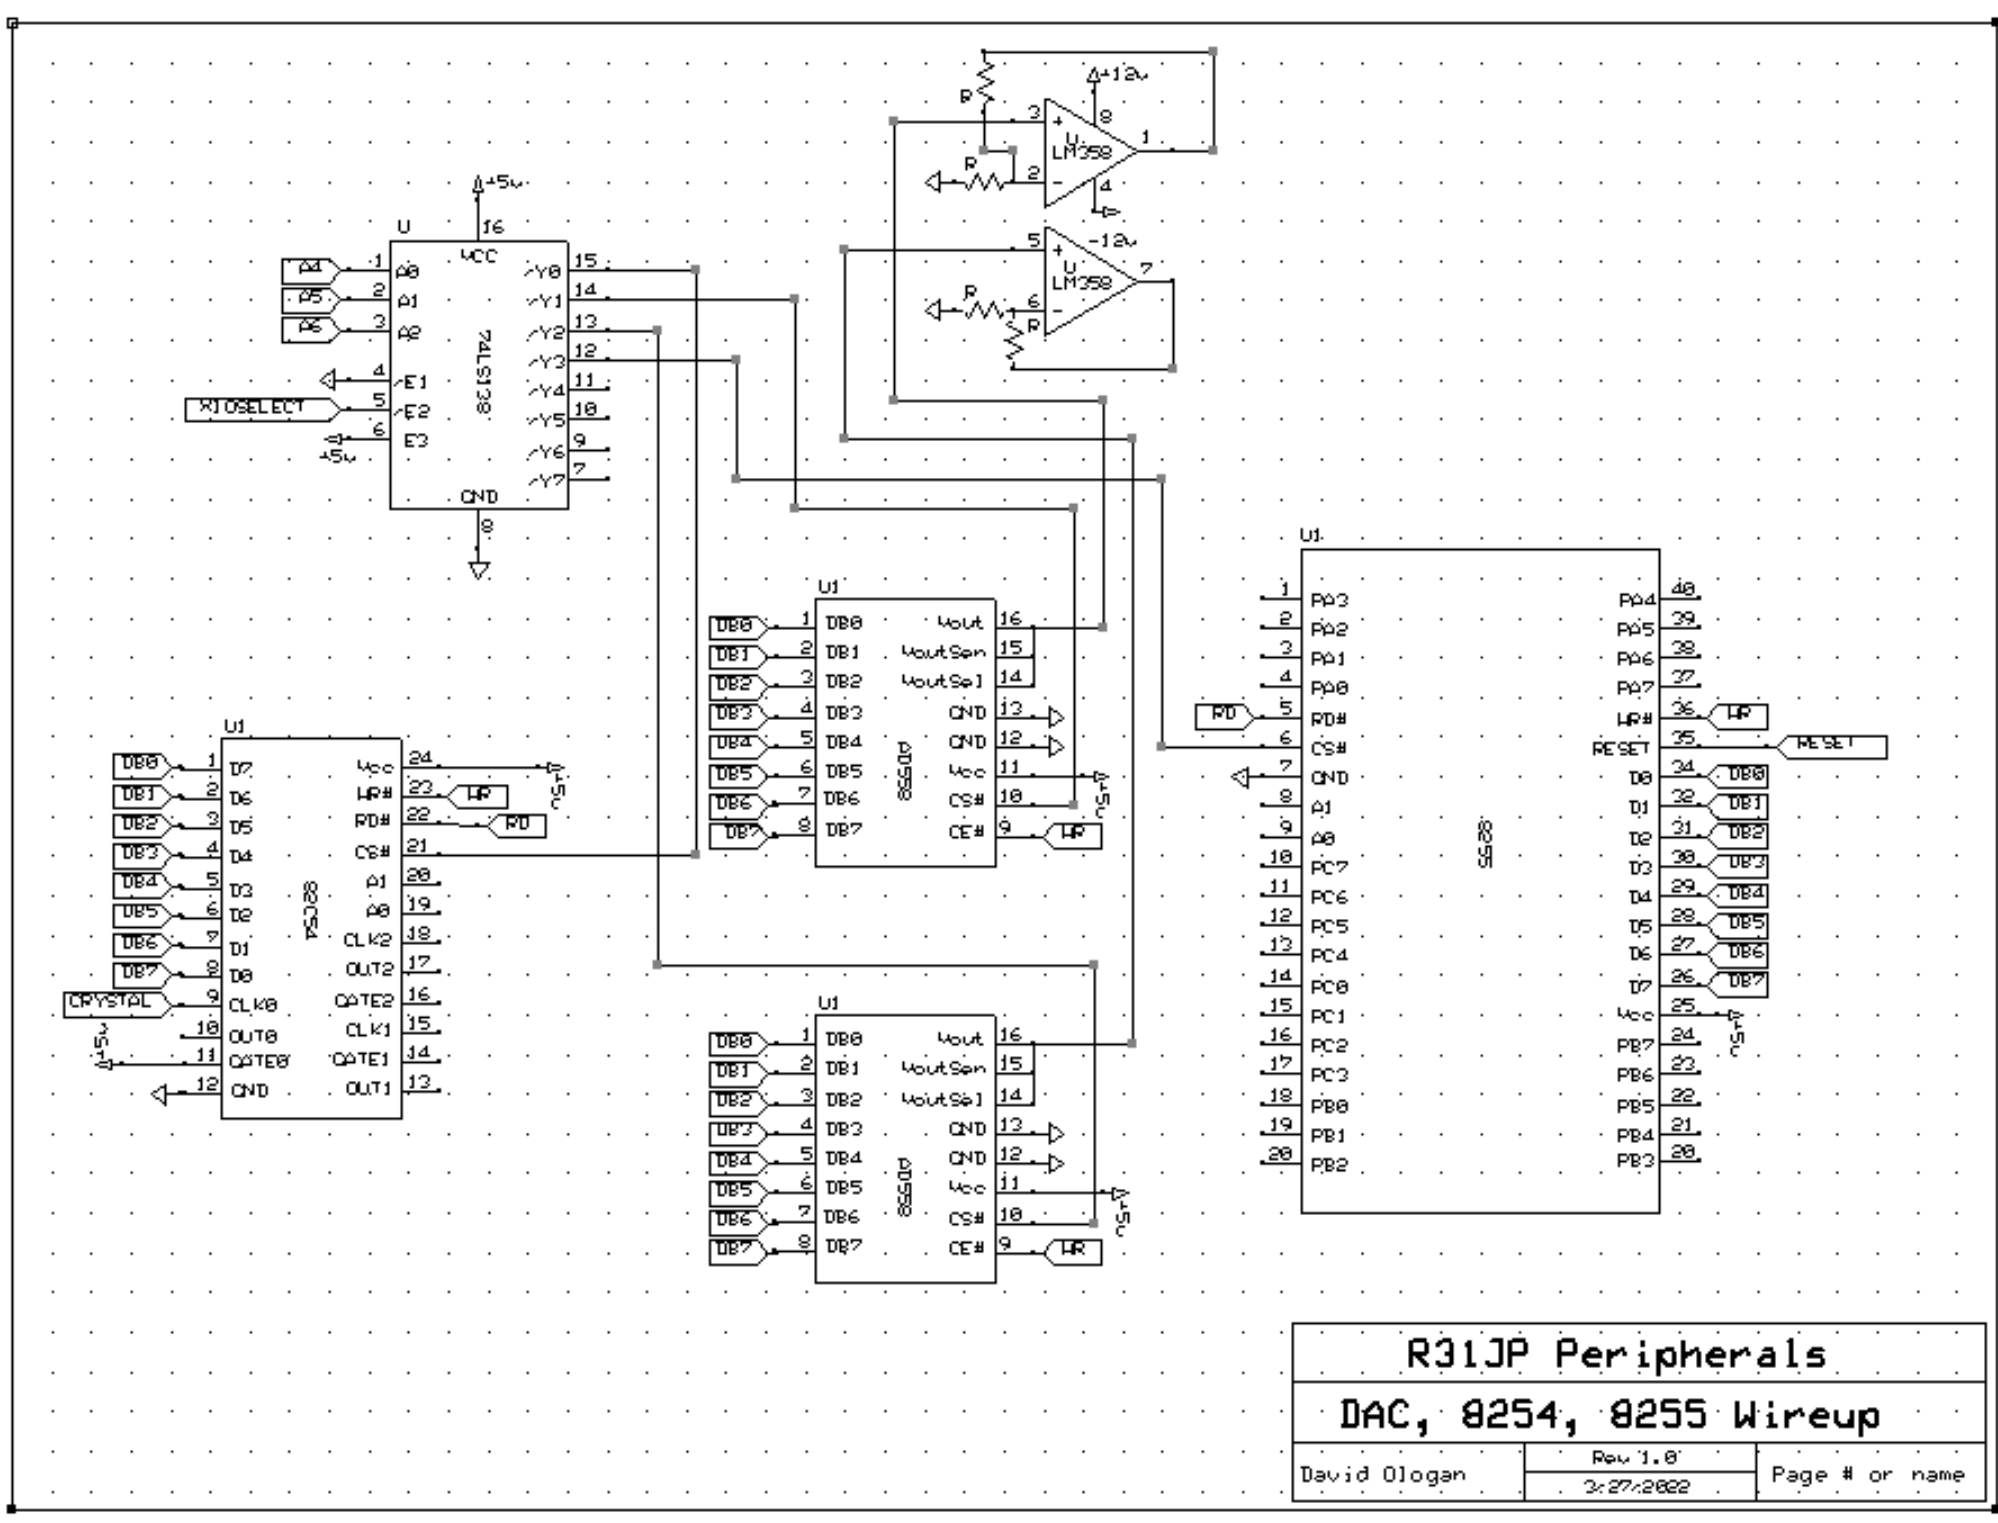 +12v
R
3
+
8
U
LM358
1
R
2
-
4
+5v
16
U
VCC
-12v
5
+
U
LM358
7
R
6
-
R
A4 1 A0
A5 2 A1
A6 3 A2
4 /E1
XIOSELECT 5 /E2
6 E3
+5v
74LS138
/Y0 15
/Y1 14
/Y2 13
/Y3 12
/Y4 11
/Y5 10
/Y6 9
/Y7 7
GND
8
U1
DB0 1 DB0 Vout 16
DB1 2 DB1 VoutSen 15
DB2 3 DB2 VoutSel 14
DB3 4 DB3 GND 13
DB4 5 DB4 GND 12
DB5 6 DB5 Vcc 11 +5v
DB6 7 DB6 CS# 10
DB7 8 DB7 CE# 9 WR
AD558
U1
DB0 1 D7 Vcc 24 +5v
DB1 2 D6 WR# 23 WR
DB2 3 D5 RD# 22 RD
DB3 4 D4 CS# 21
DB4 5 D3 A1 20
DB5 6 D2 A0 19
DB6 7 D1 CLK2 18
DB7 8 D0 OUT2 17
CRYSTAL 9 CLK0 GATE2 16
10 OUT0 CLK1 15
+5v 11 GATE0 GATE1 14
12 GND OUT1 13
82C54
U1
DB0 1 DB0 Vout 16
DB1 2 DB1 VoutSen 15
DB2 3 DB2 VoutSel 14
DB3 4 DB3 GND 13
DB4 5 DB4 GND 12
DB5 6 DB5 Vcc 11 +5v
DB6 7 DB6 CS# 10
DB7 8 DB7 CE# 9 WR
AD558
U1
1 PA3 PA4 40
2 PA2 PA5 39
3 PA1 PA6 38
4 PA0 PA7 37
RD 5 RD# WR# 36 WR
6 CS# RESET 35 RESET
7 GND D0 34 DB0
8 A1 D1 32 DB1
9 A0 D2 31 DB2
10 PC7 D3 30 DB3
11 PC6 D4 29 DB4
12 PC5 D5 28 DB5
13 PC4 D6 27 DB6
14 PC0 D7 26 DB7
15 PC1 Vcc 25 +5v
16 PC2 PB7 24
17 PC3 PB6 23
18 PB0 PB5 22
19 PB1 PB4 21
20 PB2 PB3 20
8255
R31JP Peripherals
DAC, 8254, 8255 Wireup
David Ologan
Rev 1.0
3/27/2022
Page # or name